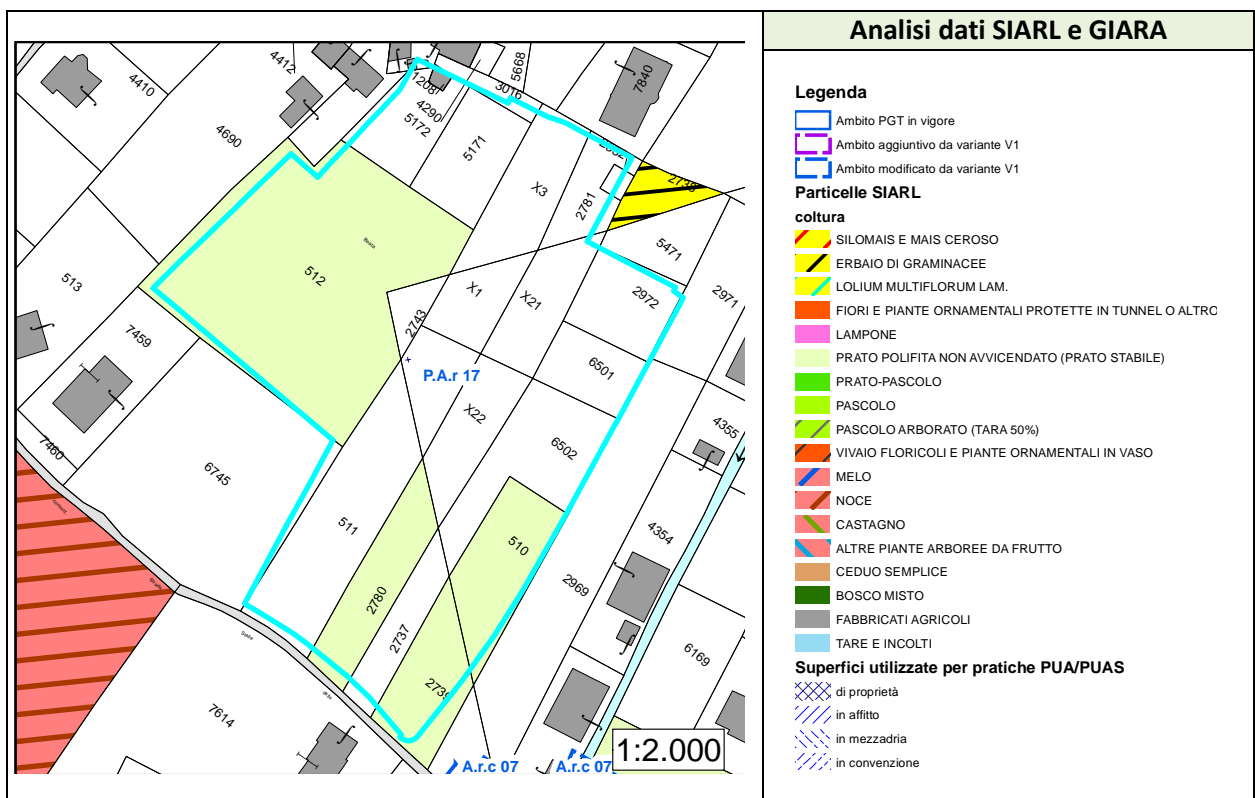 Analisi dati SIARL e GIARA
4410
4412
4690
1208
4290
5172
5171
3016
5668
7840
X3
2781
2738
5471
2972
2971
512
513
7459
7460
6745
X1
X21
2743
P.A.r 17
X22
6501
6502
4355
511
510
4354
2780
2737
2739
2969
6169
7614
1:2.000
A.r.c 07
A.r.c 07
Legenda
Ambito PGT in vigore
Ambito aggiuntivo da variante V1
Ambito modificato da variante V1
Particelle SIARL
coltura
SILOMAIS E MAIS CEROSO
ERBAIO DI GRAMINACEE
LOLIUM MULTIFLORUM LAM.
FIORI E PIANTE ORNAMENTALI PROTETTE IN TUNNEL O ALTRO
LAMPONE
PRATO POLIFITA NON AVVICENDATO (PRATO STABILE)
PRATO-PASCOLO
PASCOLO
PASCOLO ARBORATO (TARA 50%)
VIVAIO FLORICOLI E PIANTE ORNAMENTALI IN VASO
MELO
NOCE
CASTAGNO
ALTRE PIANTE ARBOREE DA FRUTTO
CEDUO SEMPLICE
BOSCO MISTO
FABBRICATI AGRICOLI
TARE E INCOLTI
Superfici utilizzate per pratiche PUA/PUAS
di proprietà
in affitto
in mezzadria
in convenzione